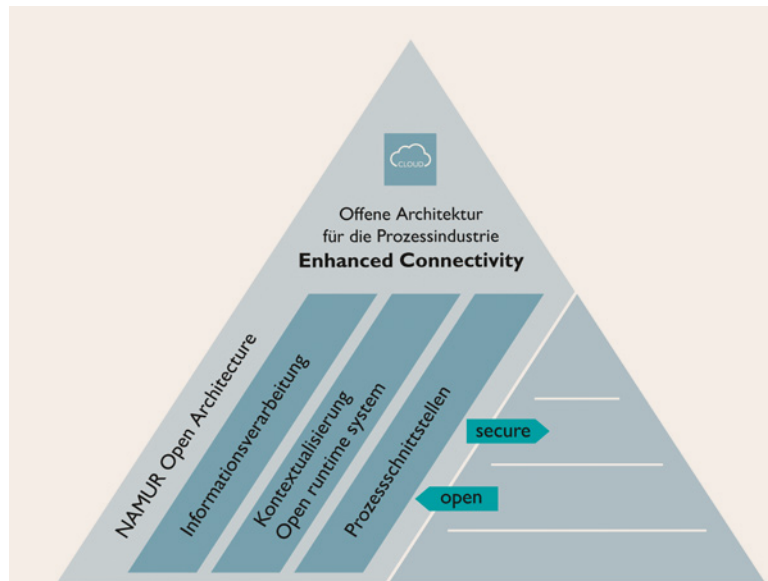 CLOUD
Offene Architektur
für die Prozessindustrie
Enhanced Connectivity
NAMUR Open Architecture
Informationsverarbeitung
Kontextualisierung
Open runtime system
Prozessschnittstellen
secure
open